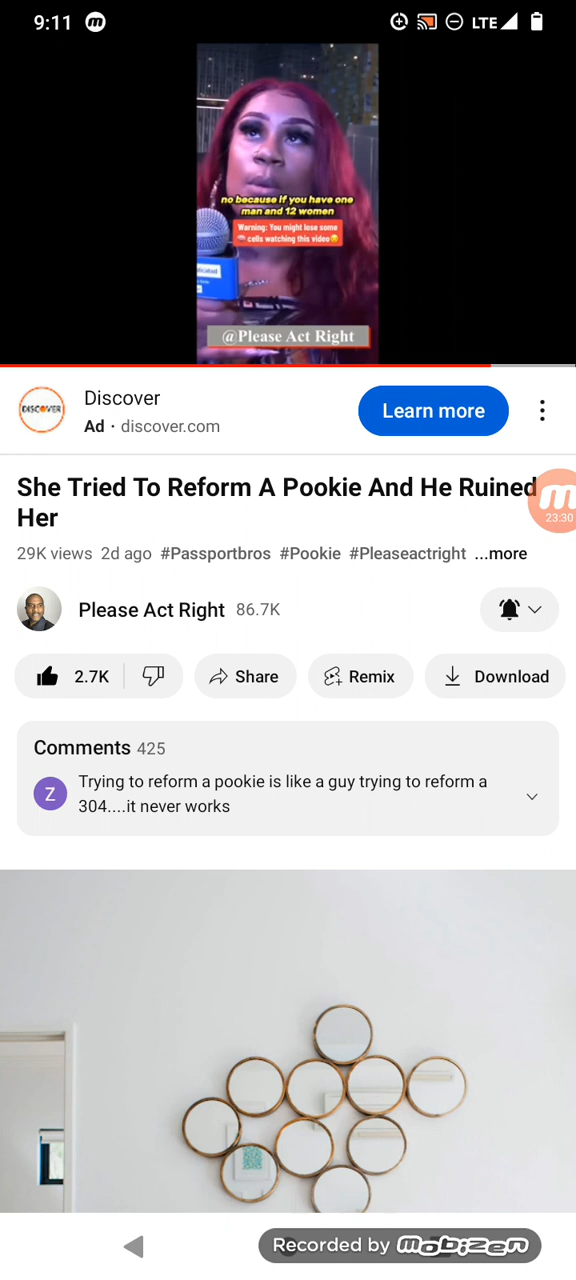 9:11 m LTE
no because if you have one
man and 12 women
Warning: You might lose some
cells watching this video
@Please Act Right
DISCOVER
Discover
Ad · discover.com
Learn more
She Tried To Reform A Pookie And He Ruined
Her
m
23:30
29K views 2d ago #Passportbros #Pookie #Pleaseactright ...more
Please Act Right 86.7K
2.7K Share Remix Download
Comments 425
Z
Trying to reform a pookie is like a guy trying to reform a
304....it never works
Recorded by mobizen